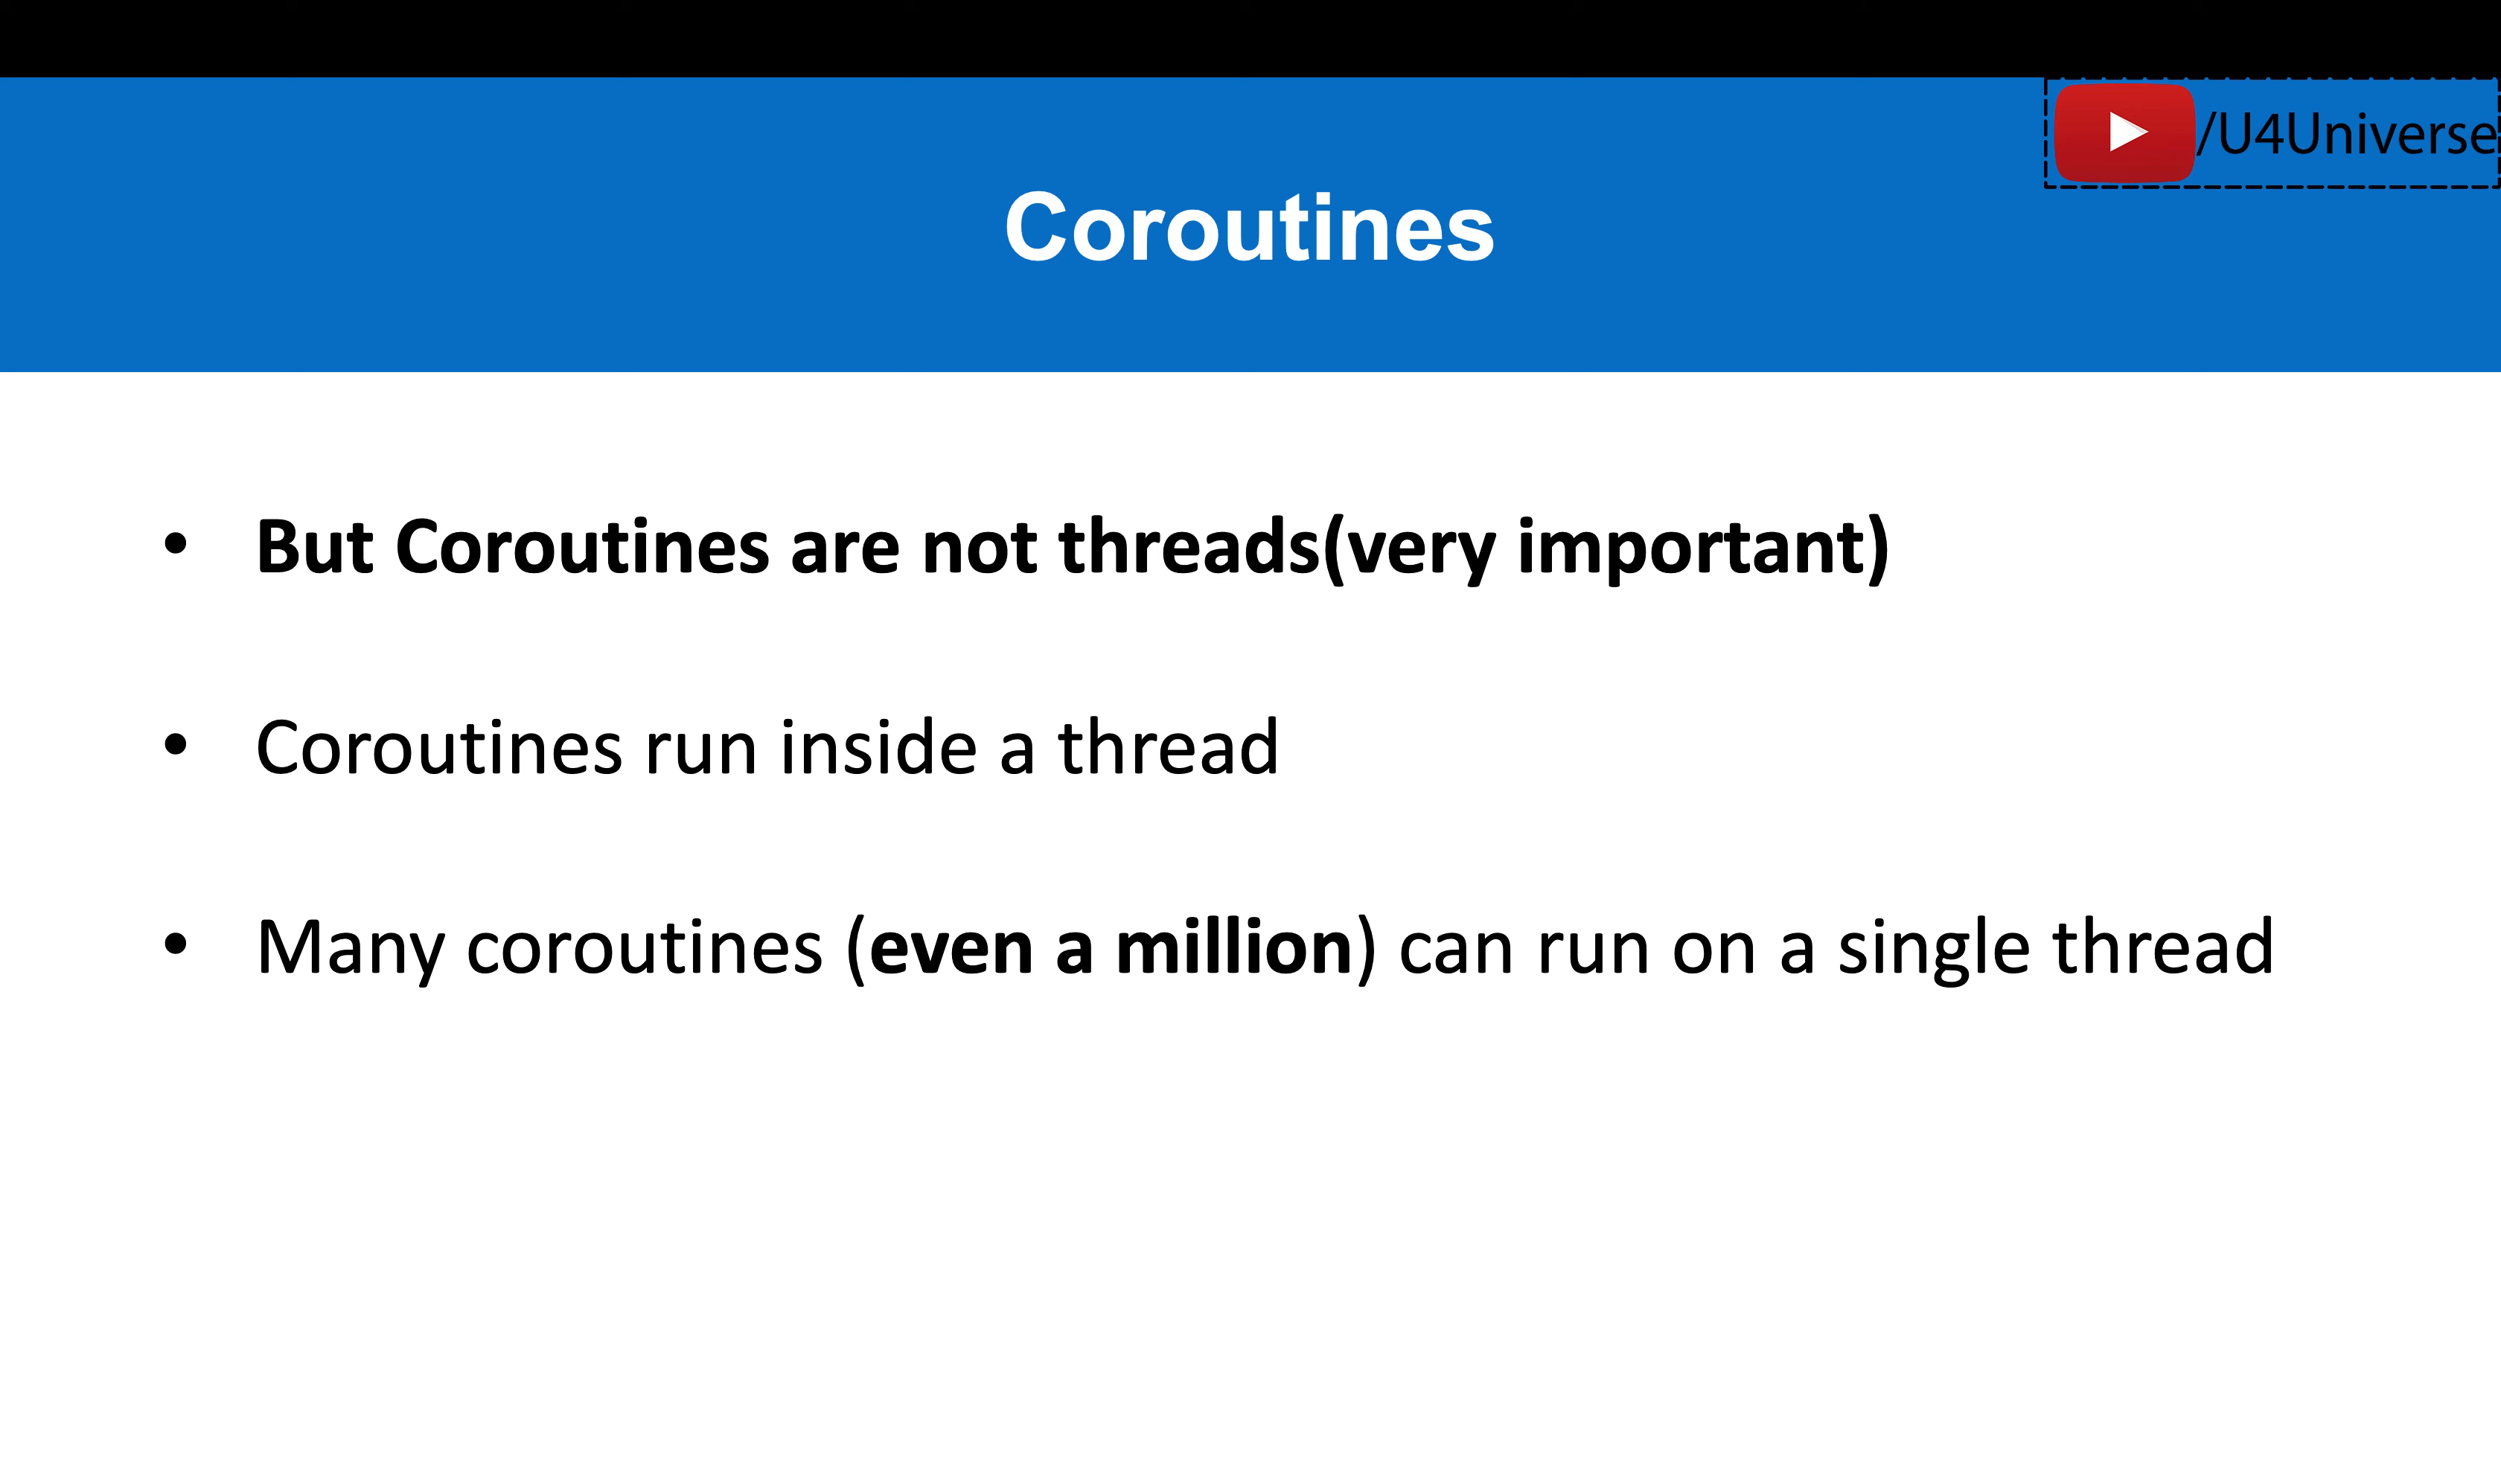 /U4Universe
Coroutines
• But Coroutines are not threads(very important)
• Coroutines run inside a thread
• Many coroutines (even a million) can run on a single thread